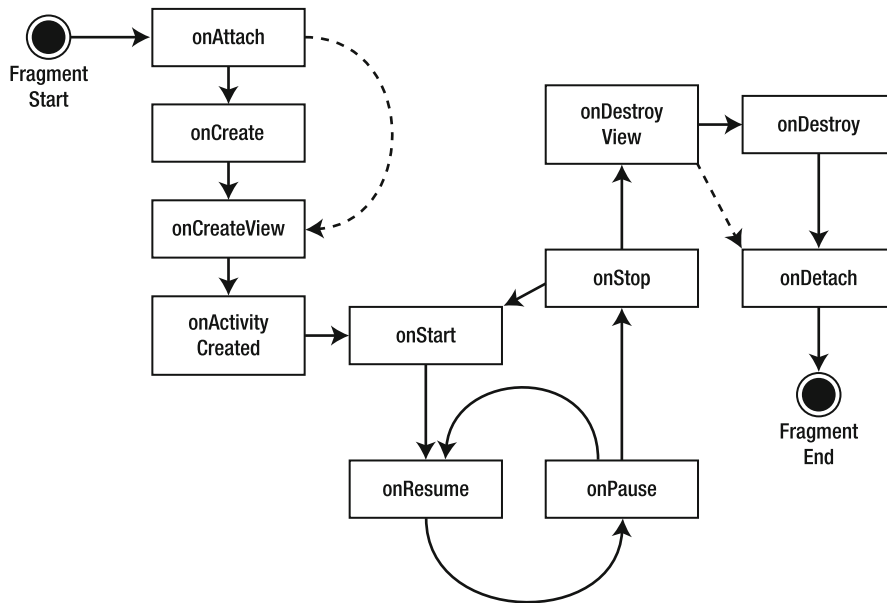 onAttach
Fragment
Start
onCreate
onCreateView
onActivity
Created
onStart
onResume
onPause
onStop
onDestroy
View
onDestroy
onDetach
Fragment
End